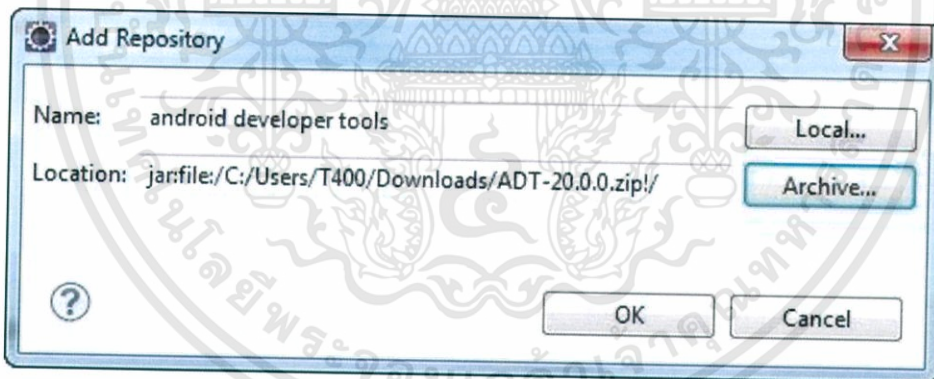 Add Repository
Name: android developer tools
Local...
Location: jar:file:/C:/Users/T400/Downloads/ADT-20.0.0.zip!/
Archive...
OK
Cancel